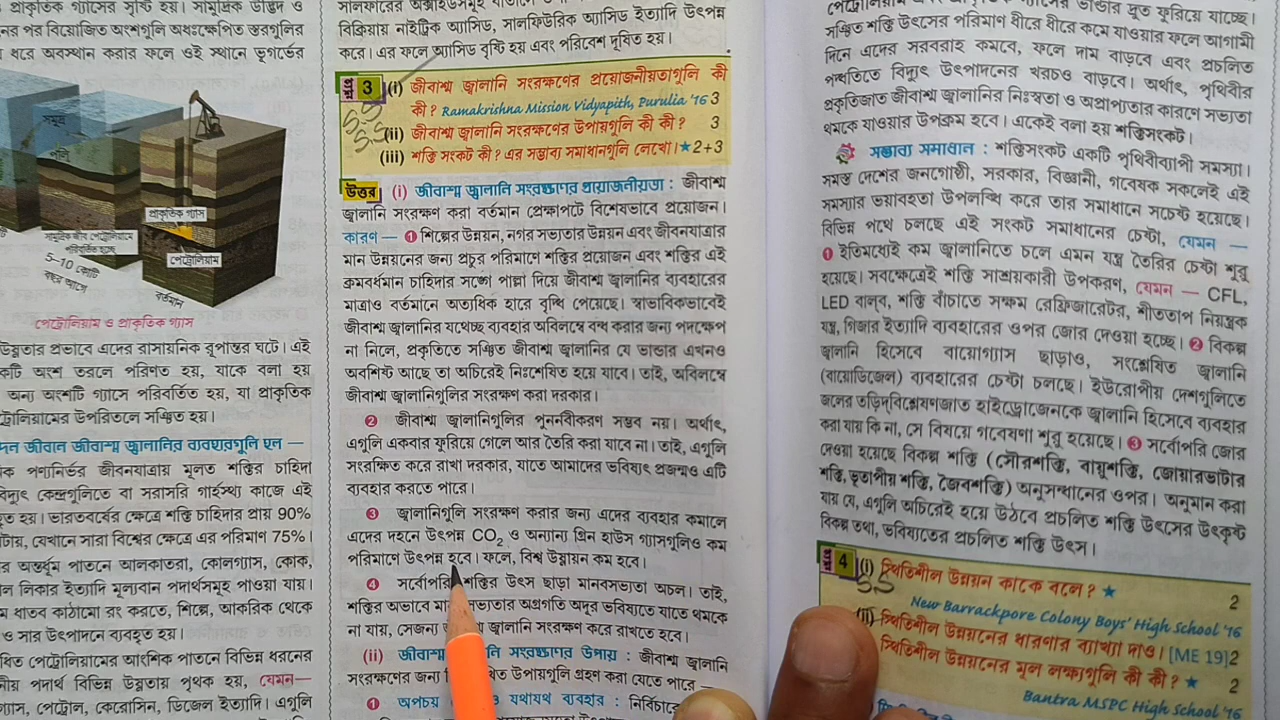 প্রাকৃতিক গ্যাসের সৃষ্টি হয়। সামুদ্রিক উদ্ভিদ ও
নের পর বিয়োজিত অংশগুলি অধঃক্ষেপিত স্তরগুলির
ধরে অবস্থান করার ফলে ওই স্থানে ভূগর্ভের
সমুদ্র
পলি
প্রাকৃতিক গ্যাস
পেট্রোলিয়াম
সামুদ্রিক জীব পেট্রোলিয়ামে
পরিবর্তিত হচ্ছে
5-10 কোটি
বছর আগে
বর্তমান
পেট্রোলিয়াম ও প্রাকৃতিক গ্যাস
উষ্ণতার প্রভাবে এদের রাসায়নিক রূপান্তর ঘটে। এই
কটি অংশ তরলে পরিণত হয়, যাকে বলা হয়
অন্য অংশটি গ্যাসে পরিবর্তিত হয়, যা প্রাকৃতিক
ট্রোলিয়ামের উপরিতলে সঞ্চিত হয়।
দিন জীবনে জীবাশ্ম জ্বালানির ব্যবহারগুলি হল —
ক পণ্যনির্ভর জীবনযাত্রায় মূলত শক্তির চাহিদা
বিদ্যুৎ কেন্দ্রগুলিতে বা সরাসরি গার্হস্থ্য কাজে এই
হৃত হয়। ভারতবর্ষের ক্ষেত্রে শক্তি চাহিদার প্রায় 90%
টায়, যেখানে সারা বিশ্বের ক্ষেত্রে এর পরিমাণ 75%।
র অন্তর্ধূম পাতনে আলকাতরা, কোলগ্যাস, কোক,
ল লিকার ইত্যাদি মূল্যবান পদার্থসমূহ পাওয়া যায়।
ম ধাতব কাঠামো রং করতে, শিল্পে, আকরিক থেকে
ও সার উৎপাদনে ব্যবহৃত হয়।
ধিত পেট্রোলিয়ামের আংশিক পাতনে বিভিন্ন ধরনের
নীয় পদার্থ বিভিন্ন উষ্ণতায় পৃথক হয়, যেমন—
গ্যাস, পেট্রোল, কেরোসিন, ডিজেল ইত্যাদি। এগুলি
সালফারের অক্সাইডসমূহ
বিক্রিয়ায় নাইট্রিক অ্যাসিড, সালফিউরিক অ্যাসিড ইত্যাদি উৎপন্ন
করে। এর ফলে অ্যাসিড বৃষ্টি হয় এবং পরিবেশ দূষিত হয়।
প্রশ্ন 3 (i) জীবাশ্ম জ্বালানি সংরক্ষণের প্রয়োজনীয়তাগুলি কী
কী? Ramakrishna Mission Vidyapith, Purulia '16 3
(ii) জীবাশ্ম জ্বালানি সংরক্ষণের উপায়গুলি কী কী? 3
(iii) শক্তি সংকট কী? এর সম্ভাব্য সমাধানগুলি লেখো। ★ 2+3
উত্তর (i) জীবাশ্ম জ্বালানি সংরক্ষণের প্রয়োজনীয়তা : জীবাশ্ম
জ্বালানি সংরক্ষণ করা বর্তমান প্রেক্ষাপটে বিশেষভাবে প্রয়োজন।
কারণ — ❶ শিল্পের উন্নয়ন, নগর সভ্যতার উন্নয়ন এবং জীবনযাত্রার
মান উন্নয়নের জন্য প্রচুর পরিমাণে শক্তির প্রয়োজন এবং শক্তির এই
ক্রমবর্ধমান চাহিদার সঙ্গে পাল্লা দিয়ে জীবাশ্ম জ্বালানির ব্যবহারের
মাত্রাও বর্তমানে অত্যধিক হারে বৃদ্ধি পেয়েছে। স্বাভাবিকভাবেই
জীবাশ্ম জ্বালানির যথেচ্ছ ব্যবহার অবিলম্বে বন্ধ করার জন্য পদক্ষেপ
না নিলে, প্রকৃতিতে সঞ্চিত জীবাশ্ম জ্বালানির যে ভাণ্ডার এখনও
অবশিষ্ট আছে তা অচিরেই নিঃশেষিত হয়ে যাবে। তাই, অবিলম্বে
জীবাশ্ম জ্বালানিগুলির সংরক্ষণ করা দরকার।
❷ জীবাশ্ম জ্বালানিগুলির পুনর্নবীকরণ সম্ভব নয়। অর্থাৎ,
এগুলি একবার ফুরিয়ে গেলে আর তৈরি করা যাবে না। তাই, এগুলি
সংরক্ষিত করে রাখা দরকার, যাতে আমাদের ভবিষ্যৎ প্রজন্মও এটি
ব্যবহার করতে পারে।
❸ জ্বালানিগুলি সংরক্ষণ করার জন্য এদের ব্যবহার কমালে
এদের দহনে উৎপন্ন CO₂ ও অন্যান্য গ্রিন হাউস গ্যাসগুলিও কম
পরিমাণে উৎপন্ন হবে। ফলে, বিশ্ব উষ্ণায়ন কম হবে।
❹ সর্বোপরি শক্তির উৎস ছাড়া মানবসভ্যতা অচল। তাই,
শক্তির অভাবে অগ্রগতি অদূর ভবিষ্যতে যাতে থমকে
না যায়, সেজন্য জ্বালানি সংরক্ষণ করে রাখতে হবে।
(ii) জীবাশ্ম সংরক্ষণের উপায় : জীবাশ্ম জ্বালানি
সংরক্ষণের জন্য উপায়গুলি গ্রহণ করা যেতে পারে —
❶ অপচয় যথাযথ ব্যবহার :
ভাণ্ডার দ্রুত ফুরিয়ে যাচ্ছে।
সঞ্চিত শক্তি উৎসের পরিমাণ ধীরে ধীরে কমে যাওয়ার ফলে আগামী
দিনে এদের সরবরাহ কমবে, ফলে দাম বাড়বে এবং প্রচলিত
পদ্ধতিতে বিদ্যুৎ উৎপাদনের খরচও বাড়বে। অর্থাৎ, পৃথিবীর
প্রকৃতিজাত জীবাশ্ম জ্বালানির নিঃস্বতা ও অপ্রাপ্যতার কারণে সভ্যতা
থমকে যাওয়ার উপক্রম হবে। একেই বলা হয় শক্তিসংকট।
সম্ভাব্য সমাধান : শক্তিসংকট একটি পৃথিবীব্যাপী সমস্যা।
সমস্ত দেশের জনগোষ্ঠী, সরকার, বিজ্ঞানী, গবেষক সকলেই এই
সমস্যার ভয়াবহতা উপলব্ধি করে তার সমাধানে সচেষ্ট হয়েছে।
বিভিন্ন পথে চলছে এই সংকট সমাধানের চেষ্টা, যেমন —
❶ ইতিমধ্যেই কম জ্বালানিতে চলে এমন যন্ত্র তৈরির চেষ্টা শুরু
হয়েছে। সবক্ষেত্রেই শক্তি সাশ্রয়কারী উপকরণ, যেমন — CFL,
LED বাল্‌ব, শক্তি বাঁচাতে সক্ষম রেফ্রিজারেটর, শীততাপ নিয়ন্ত্রক
যন্ত্র, গিজার ইত্যাদি ব্যবহারের ওপর জোর দেওয়া হচ্ছে। ❷ বিকল্প
জ্বালানি হিসেবে বায়োগ্যাস ছাড়াও, সংশ্লেষিত জ্বালানি
(বায়োডিজেল) ব্যবহারের চেষ্টা চলছে। ইউরোপীয় দেশগুলিতে
জলের তড়িদ্‌বিশ্লেষণজাত হাইড্রোজেনকে জ্বালানি হিসেবে ব্যবহার
করা যায় কি না, সে বিষয়ে গবেষণা শুরু হয়েছে। ❸ সর্বোপরি জোর
দেওয়া হয়েছে বিকল্প শক্তি (সৌরশক্তি, বায়ুশক্তি, জোয়ারভাটার
শক্তি, ভূতাপীয় শক্তি, জৈবশক্তি) অনুসন্ধানের ওপর। অনুমান করা
যায় যে, এগুলি অচিরেই হয়ে উঠবে প্রচলিত শক্তি উৎসের উৎকৃষ্ট
বিকল্প তথা, ভবিষ্যতের প্রচলিত শক্তি উৎস।
প্রশ্ন 4 (i) স্থিতিশীল উন্নয়ন কাকে বলে? ★ 2
New Barrackpore Colony Boys' High School '16
(ii) স্থিতিশীল উন্নয়নের ধারণার ব্যাখ্যা দাও। [ME 19] 2
স্থিতিশীল উন্নয়নের মূল লক্ষ্যগুলি কী কী? ★ 2
Bantra MSPC High School '16